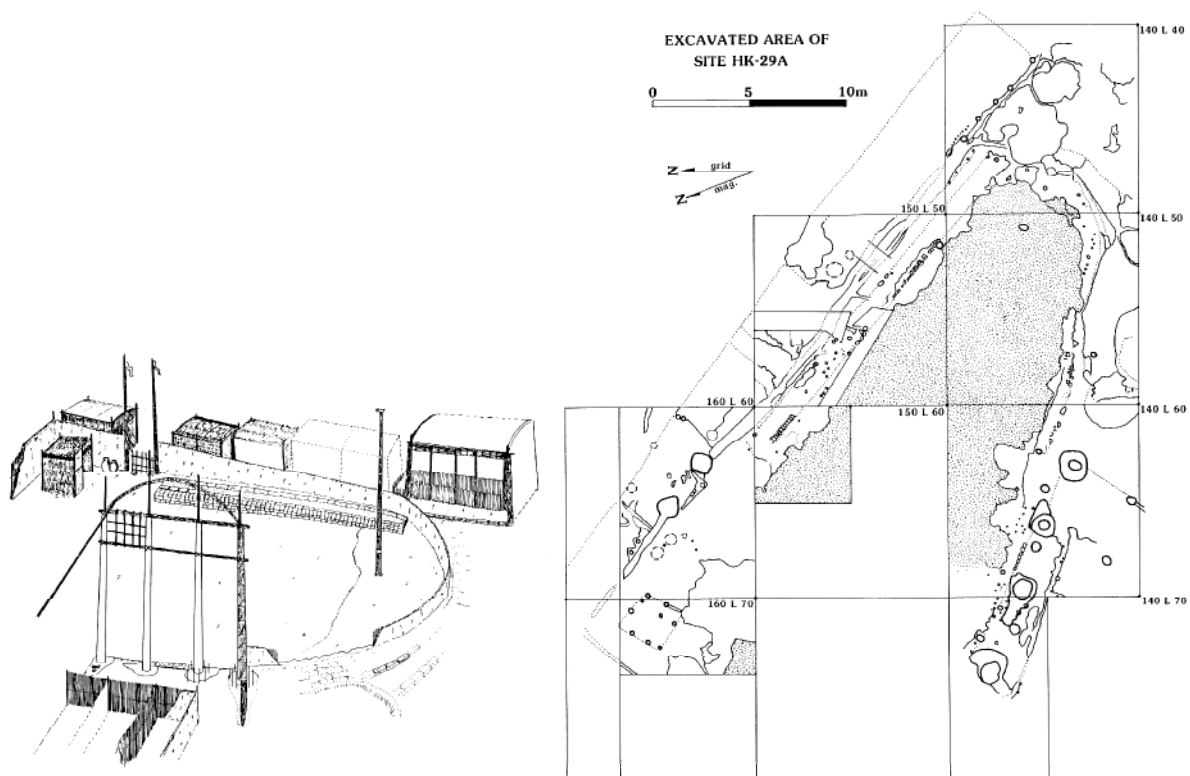 EXCAVATED AREA OF
SITE HK-29A
0 5 10m
N grid
N mag.
140 L 40
150 L 50
140 L 50
160 L 60
150 L 60
140 L 60
160 L 70
140 L 70